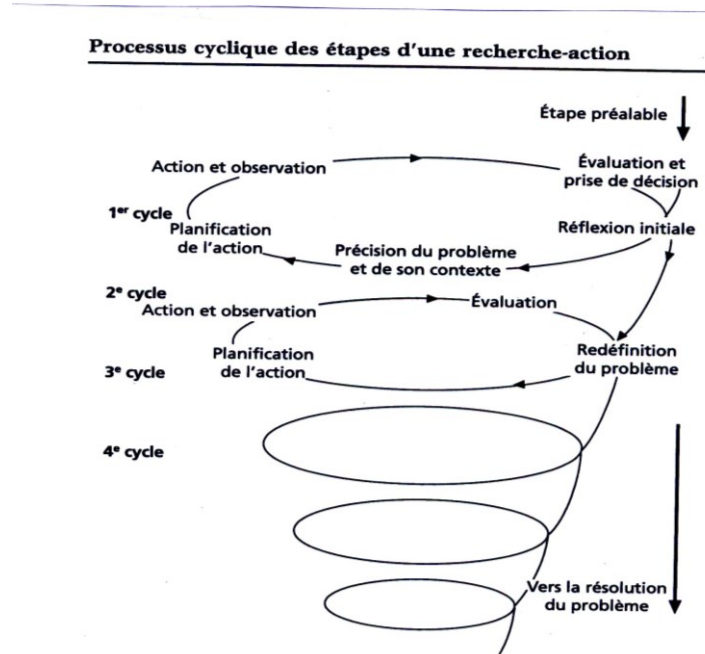 Processus cyclique des étapes d'une recherche-action
Étape préalable
Action et observation
Évaluation et
prise de décision
1er cycle
Planification
de l'action
Réflexion initiale
Précision du problème
et de son contexte
2e cycle
Action et observation
Évaluation
Planification
de l'action
Redéfinition
du problème
3e cycle
4e cycle
Vers la résolution
du problème